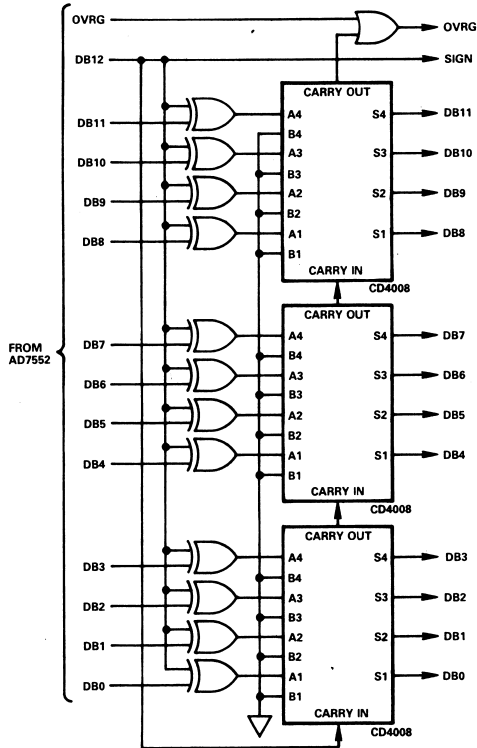 OVRG
OVRG
DB12
SIGN
CARRY OUT
DB11
A4
S4
DB11
B4
DB10
A3
S3
DB10
B3
DB9
A2
S2
DB9
B2
DB8
A1
S1
DB8
B1
CARRY IN
CD4008
CARRY OUT
FROM
AD7552
DB7
A4
S4
DB7
B4
DB6
A3
S3
DB6
B3
DB5
A2
S2
DB5
B2
DB4
A1
S1
DB4
B1
CARRY IN
CD4008
CARRY OUT
DB3
A4
S4
DB3
B4
DB2
A3
S3
DB2
B3
DB1
A2
S2
DB1
B2
DB0
A1
S1
DB0
B1
CARRY IN
CD4008